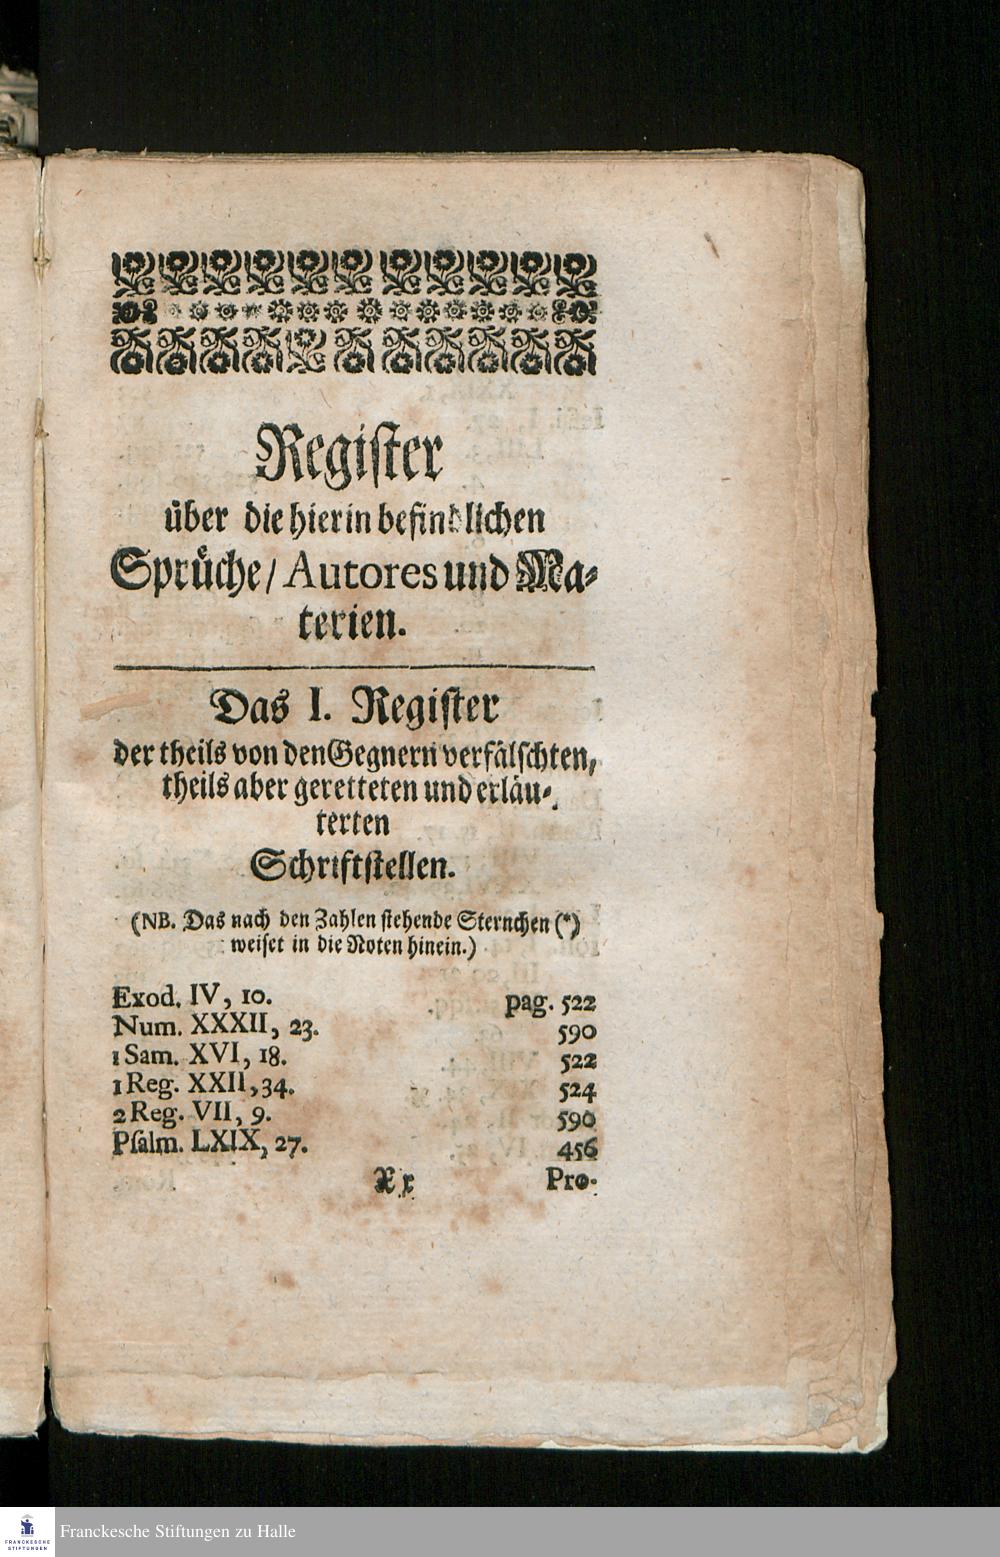 Regiſter
über die hierin befindlichen
Sprüche/ Autores und Ma-
terien.
Das I. Regiſter
der theils von den Gegnern verfälſchten,
theils aber geretteten und erläu-
terten
Schriftſtellen.
(NB. Das nach den Zahlen ſtehende Sternchen (*)
weiſet in die Noten hinein.)
Exod. IV, 10. pag. 522
Num. XXXII, 23. 590
1 Sam. XVI, 18. 522
1 Reg. XXII, 34. 524
2 Reg. VII, 9. 590
Pſalm. LXIX, 27. 456
Xx Pro-
FRANCKESCHE
STIFTUNGEN
Franckesche Stiftungen zu Halle